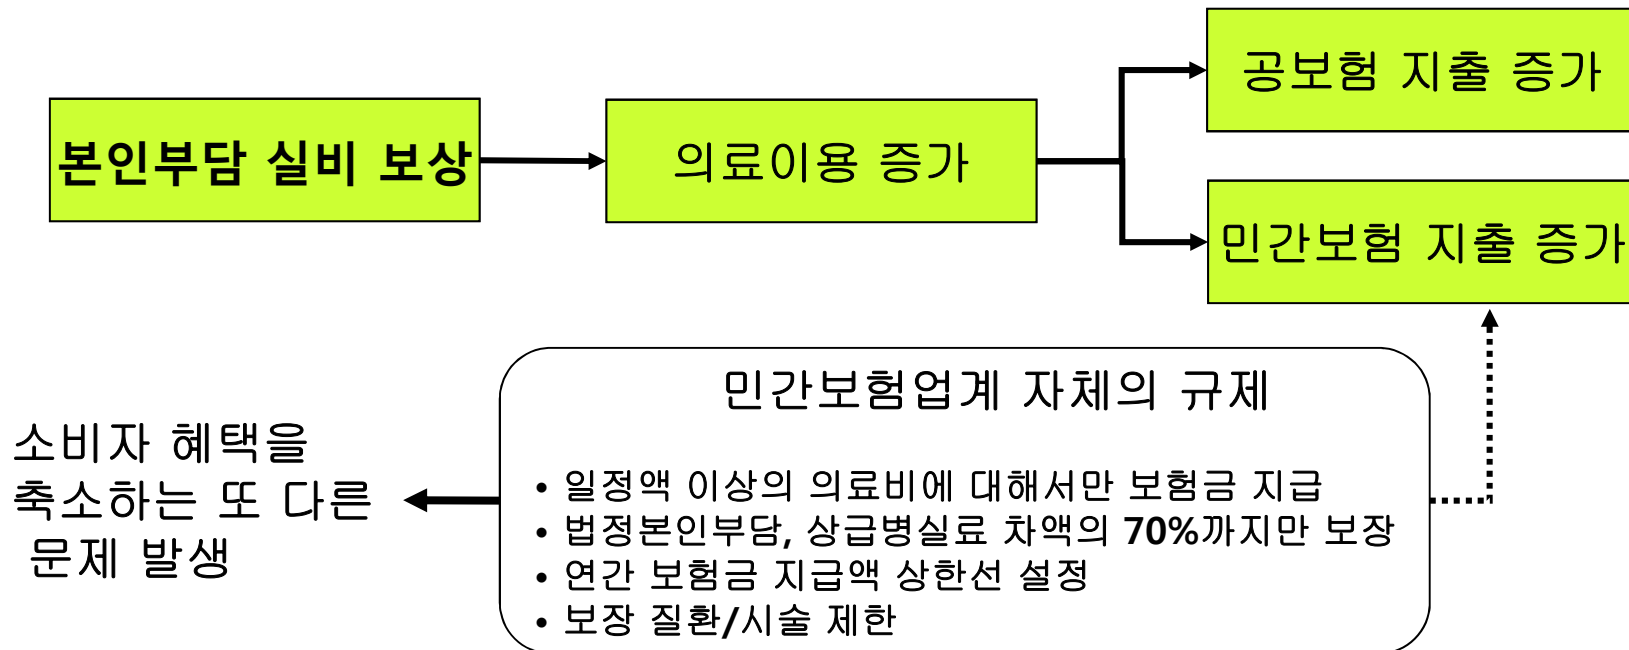 공보험 지출 증가
본인부담 실비 보상
의료이용 증가
민간보험 지출 증가
민간보험업계 자체의 규제
소비자 혜택을
축소하는 또 다른
문제 발생
• 일정액 이상의 의료비에 대해서만 보험금 지급
• 법정본인부담, 상급병실료 차액의 70%까지만 보장
• 연간 보험금 지급액 상한선 설정
• 보장 질환/시술 제한